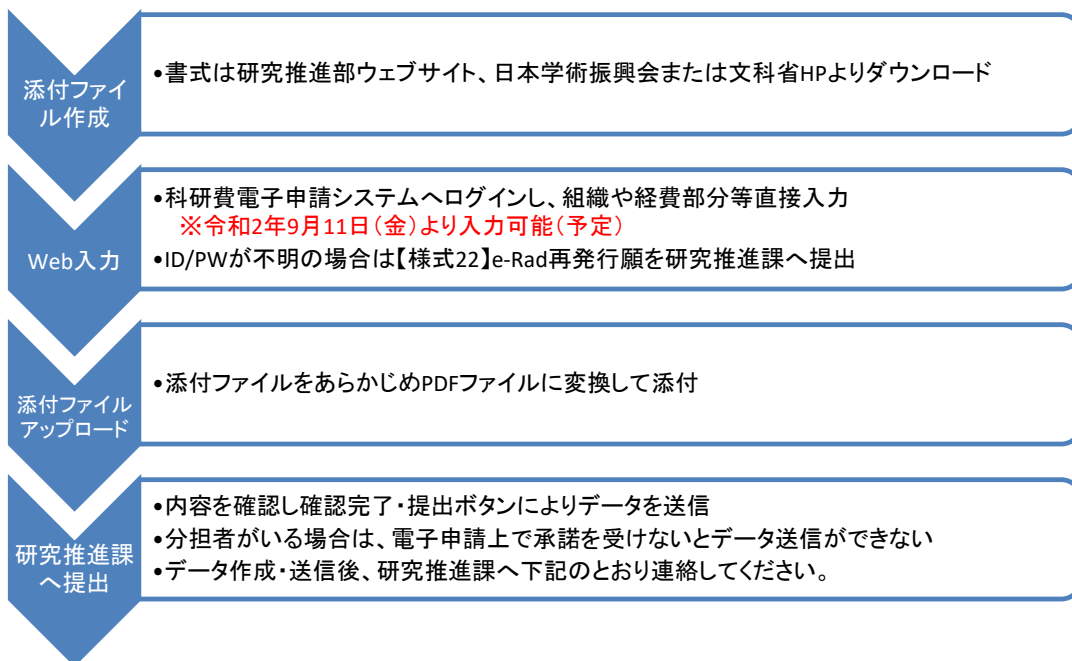 添付ファイ
ル作成
•書式は研究推進部ウェブサイト、日本学術振興会または文科省HPよりダウンロード
Web入力
•科研費電子申請システムへログインし、組織や経費部分等直接入力
※令和2年9月11日(金)より入力可能(予定)
•ID/PWが不明の場合は【様式22】e-Rad再発行願を研究推進課へ提出
添付ファイル
アップロード
•添付ファイルをあらかじめPDFファイルに変換して添付
研究推進課
へ提出
•内容を確認し確認完了・提出ボタンによりデータを送信
•分担者がいる場合は、電子申請上で承諾を受けないとデータ送信ができない
•データ作成・送信後、研究推進課へ下記のとおり連絡してください。